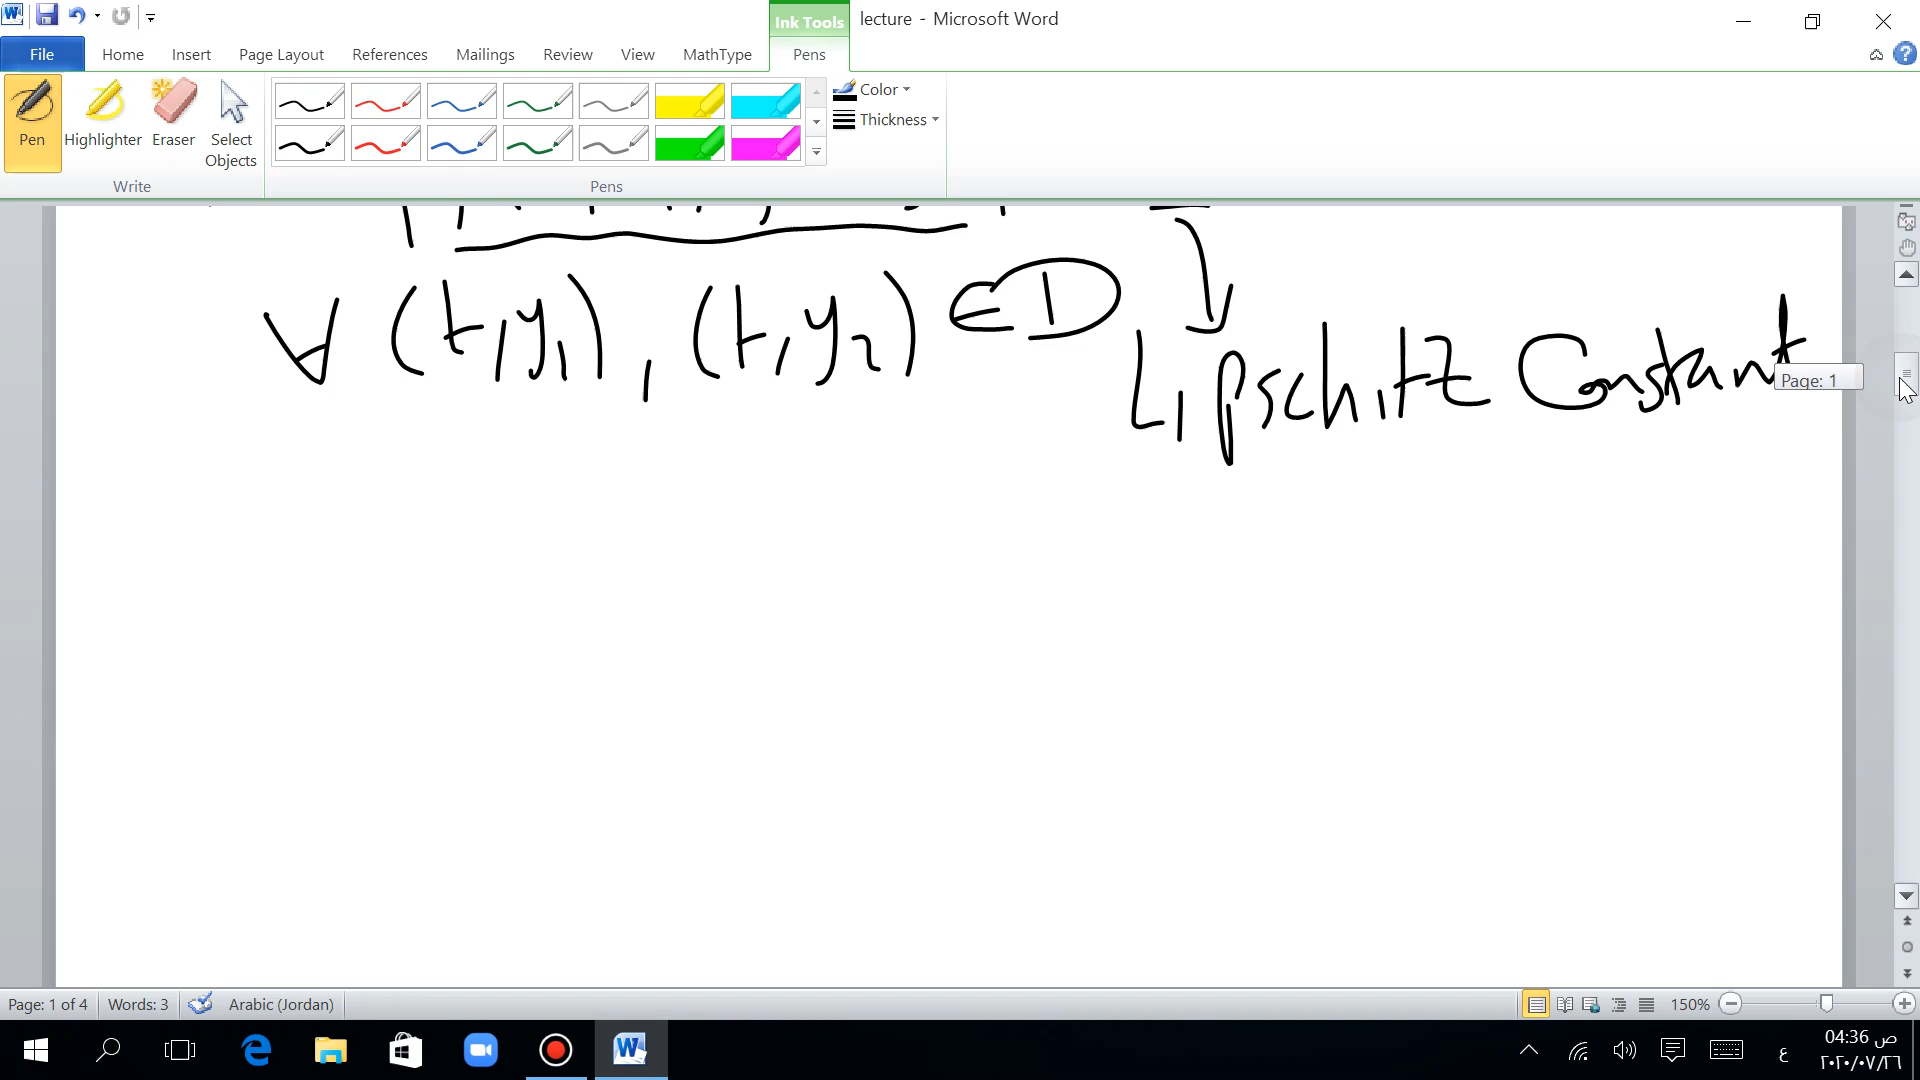 Ink Tools
lecture - Microsoft Word
File Home Insert Page Layout References Mailings Review View MathType Pens
Pen Highlighter Eraser Select Objects
Color
Thickness
Write
Pens
∀ (t, y₁), (t, y₂) ∈ D
Lipschitz Constant
Page: 1
Page: 1 of 4 Words: 3 Arabic (Jordan) 150%
ع
04:36 ص
٢٠٢٠/٠٧/٢٦